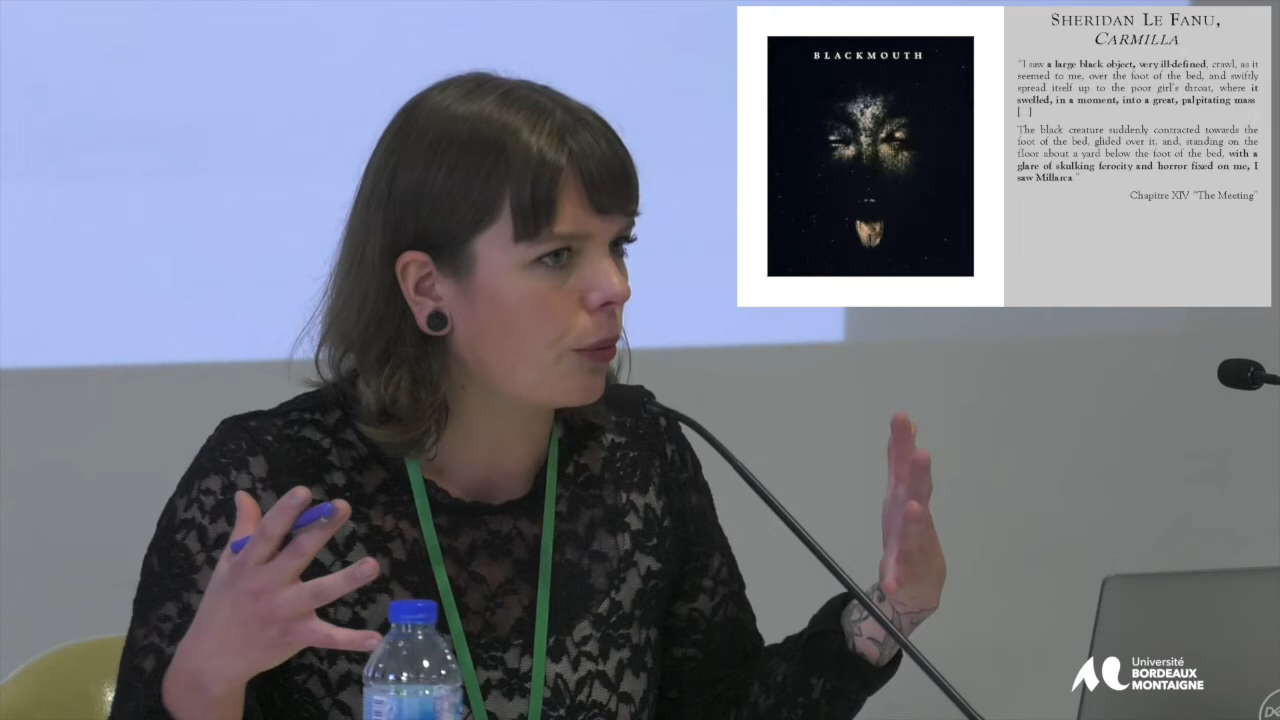 BLACKMOUTH
SHERIDAN LE FANU,
CARMILLA
“I saw a large black object, very ill-defined, crawl, as it
seemed to me, over the foot of the bed, and swiftly
spread itself up to the poor girl's throat, where it
swelled, in a moment, into a great, palpitating mass
[...]
The black creature suddenly contracted towards the
foot of the bed, glided over it, and, standing on the
floor about a yard below the foot of the bed, with a
glare of skulking ferocity and horror fixed on me, I
saw Millarca.”
Chapitre XIV “The Meeting”
Université
BORDEAUX
MONTAIGNE